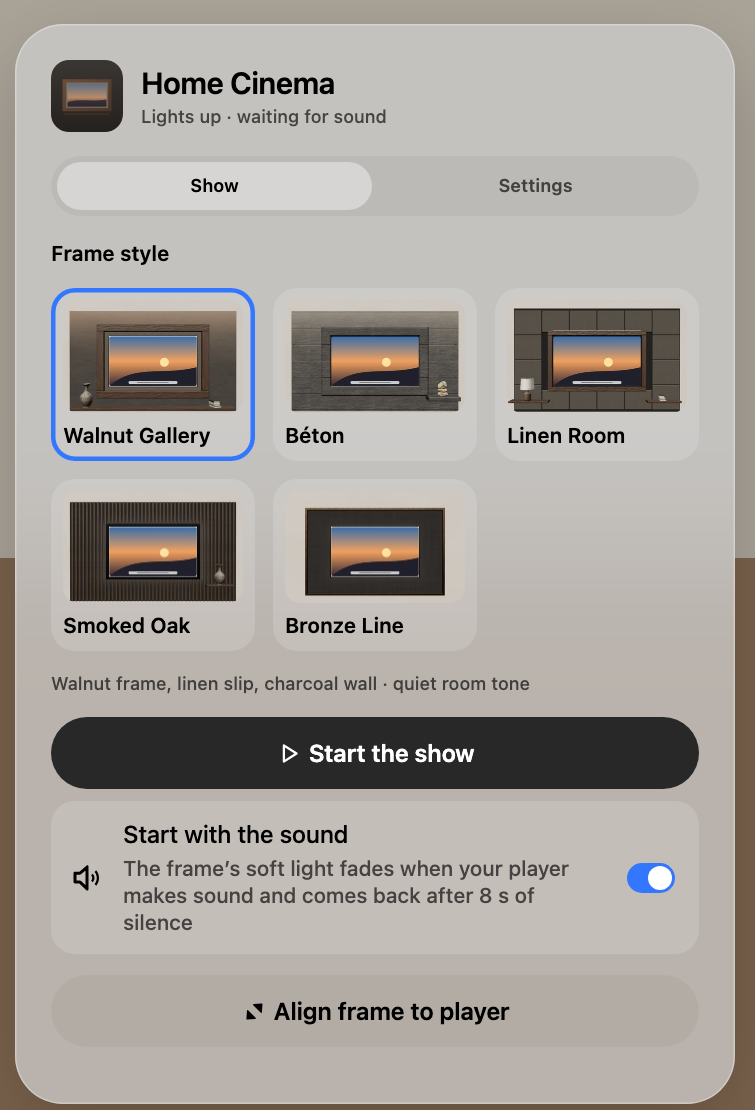 Home Cinema
Lights up · waiting for sound
Show
Settings
Frame style
Walnut Gallery
Béton
Linen Room
Smoked Oak
Bronze Line
Walnut frame, linen slip, charcoal wall · quiet room tone
Start the show
Start with the sound
The frame’s soft light fades when your player
makes sound and comes back after 8 s of
silence
Align frame to player